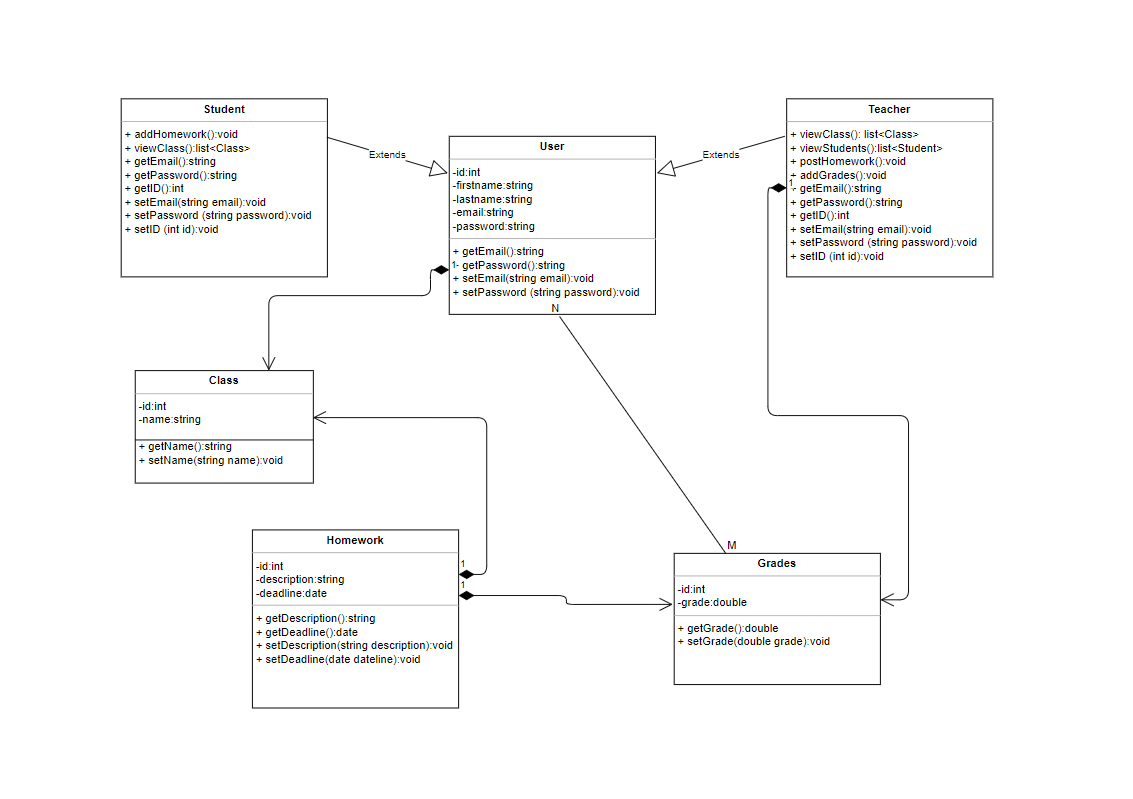 Student
+ addHomework():void
+ viewClass():list<Class>
+ getEmail():string
+ getPassword():string
+ getID():int
+ setEmail(string email):void
+ setPassword (string password):void
+ setID (int id):void
Extends
User
-id:int
-firstname:string
-lastname:string
-email:string
-password:string
+ getEmail():string
1
- getPassword():string
+ setEmail(string email):void
+ setPassword (string password):void
N
Extends
Teacher
+ viewClass(): list<Class>
+ viewStudents():list<Student>
+ postHomework():void
+ addGrades():void
1
getEmail():string
+ getPassword():string
+ getID():int
+ setEmail(string email):void
+ setPassword (string password):void
+ setID (int id):void
Class
-id:int
-name:string
+ getName():string
+ setName(string name):void
Homework
-id:int
-description:string
-deadline:date
+ getDescription():string
+ getDeadline():date
+ setDescription(string description):void
+ setDeadline(date dateline):void
1
1
M
Grades
-id:int
-grade:double
+ getGrade():double
+ setGrade(double grade):void